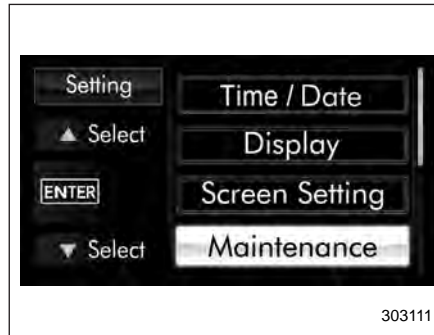 Setting
▲ Select
ENTER
▼ Select
Time / Date
Display
Screen Setting
Maintenance
303111